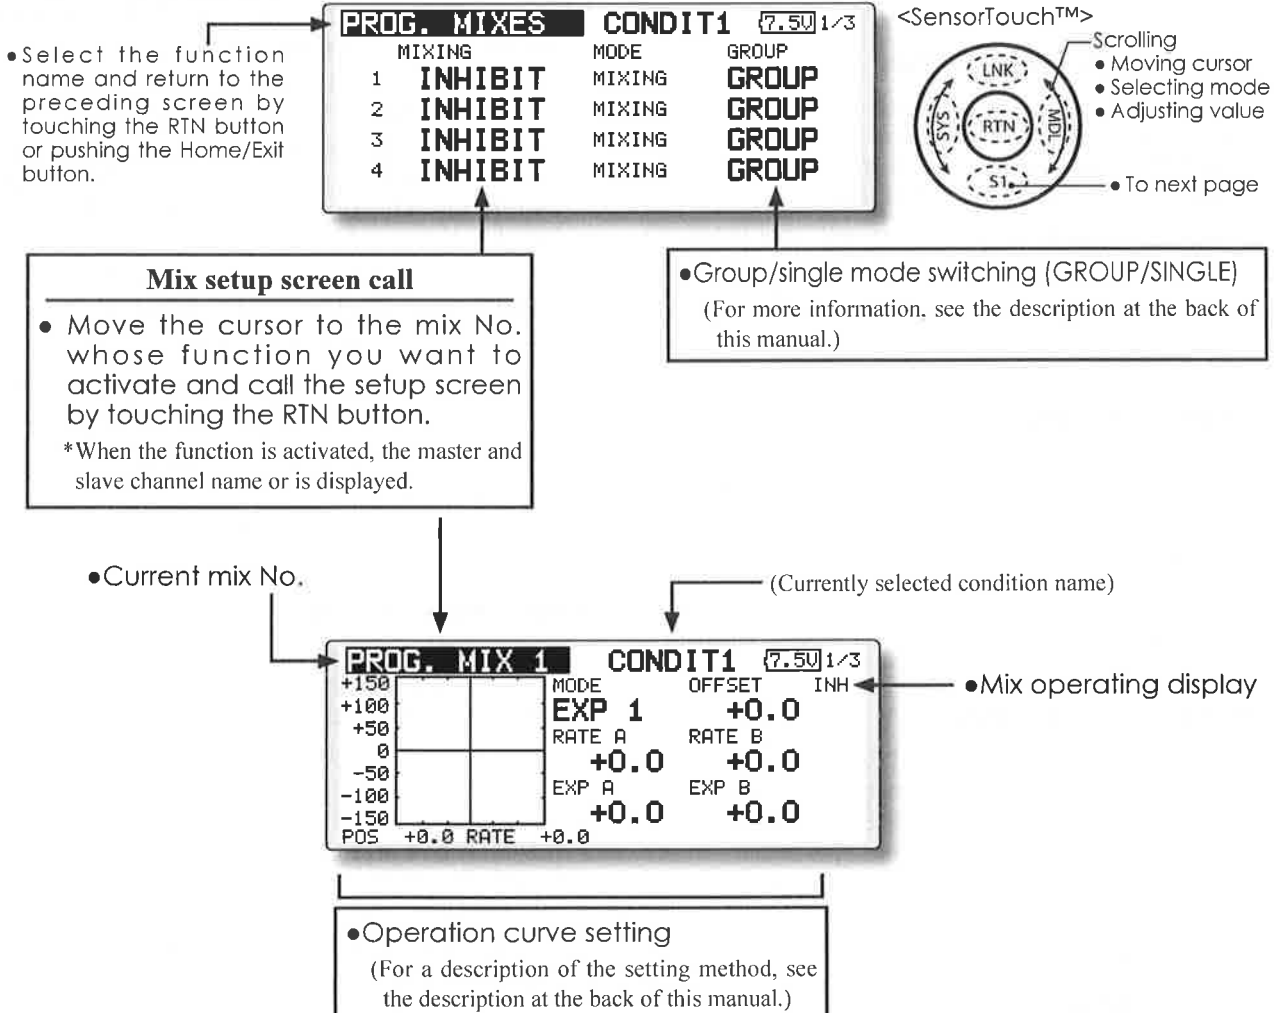 PROG. MIXES CONDIT1 7.5V 1/3
MIXING MODE GROUP
1 INHIBIT MIXING GROUP
2 INHIBIT MIXING GROUP
3 INHIBIT MIXING GROUP
4 INHIBIT MIXING GROUP
●Select the function
name and return to the
preceding screen by
touching the RTN button
or pushing the Home/Exit
button.
<SensorTouch™>
LNK
SYS
RTN
MDL
S1
Scrolling
● Moving cursor
● Selecting mode
● Adjusting value
● To next page
Mix setup screen call
● Move the cursor to the mix No.
whose function you want to
activate and call the setup screen
by touching the RTN button.
*When the function is activated, the master and
slave channel name or is displayed.
●Group/single mode switching (GROUP/SINGLE)
(For more information, see the description at the back of
this manual.)
●Current mix No.
(Currently selected condition name)
PROG. MIX 1 CONDIT1 7.5V 1/3
+150
+100
+50
0
-50
-100
-150
MODE OFFSET INH
EXP 1 +0.0
RATE A RATE B
+0.0 +0.0
EXP A EXP B
+0.0 +0.0
POS +0.0 RATE +0.0
●Mix operating display
●Operation curve setting
(For a description of the setting method, see
the description at the back of this manual.)